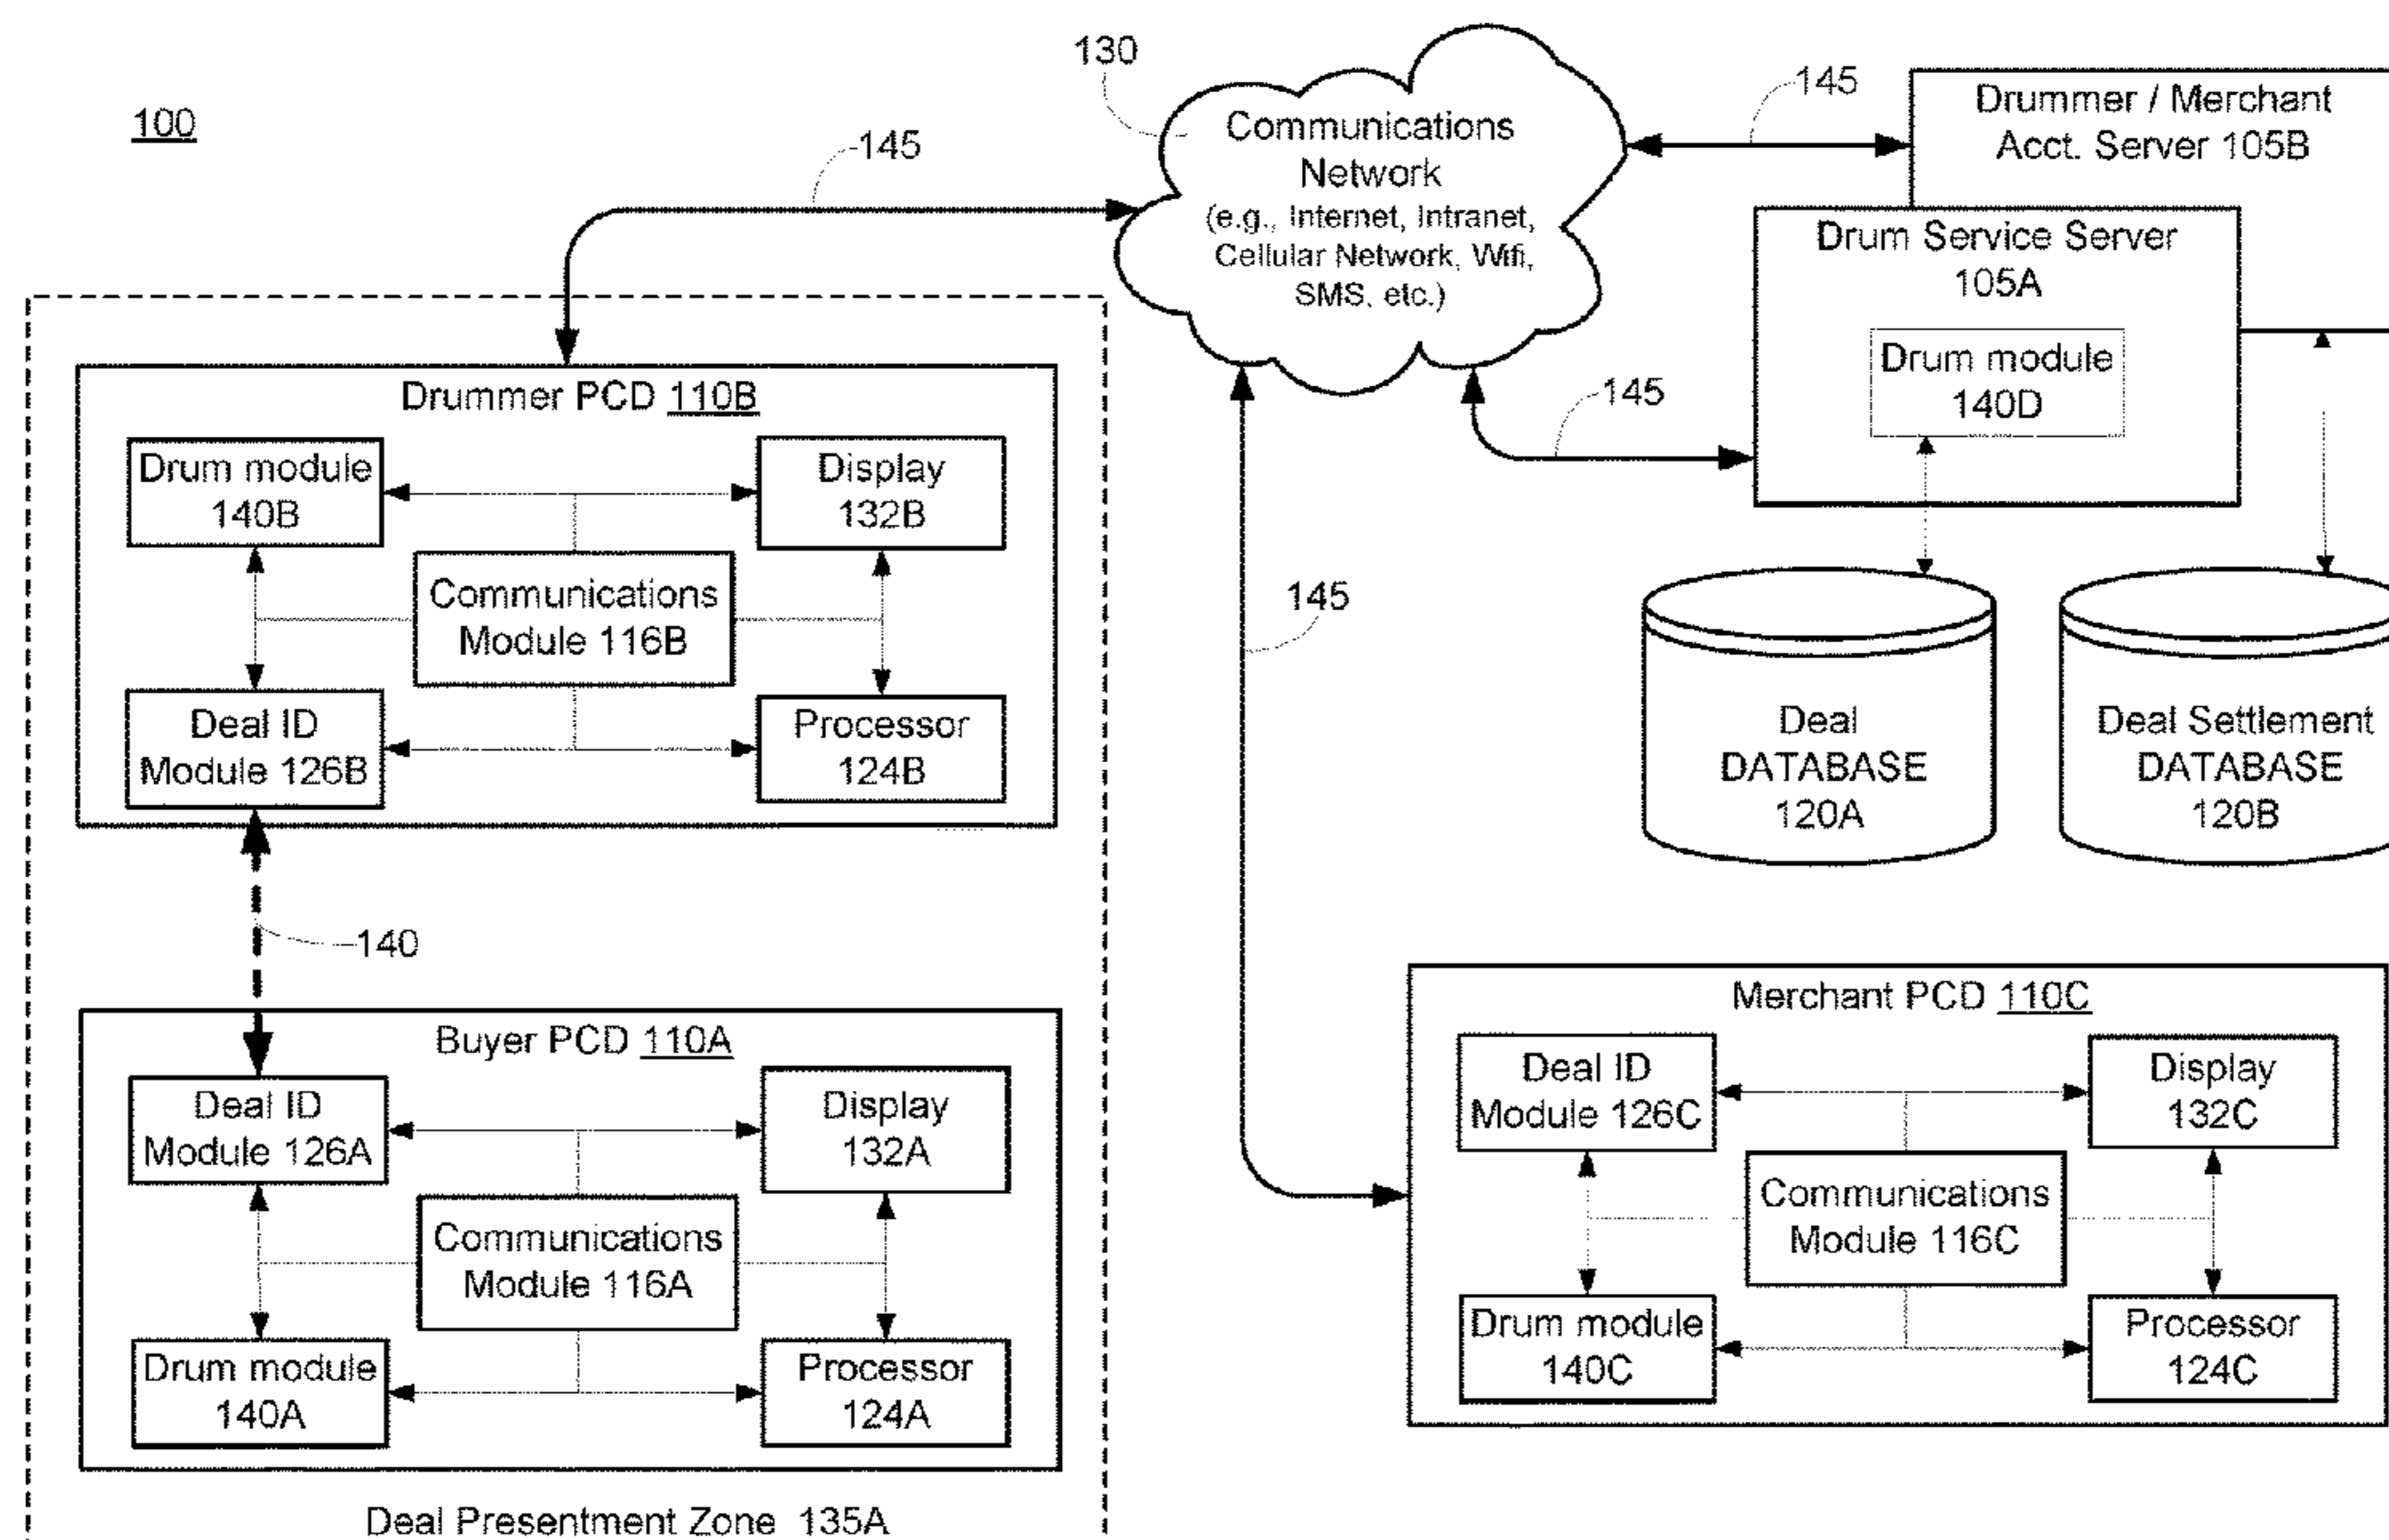 100
130
Communications
Network
(e.g., Internet, Intranet,
Cellular Network, Wifi,
SMS, etc.)
145
145
Drummer / Merchant
Acct. Server 105B
Drum Service Server
105A
Drum module
140D
145
145
Deal
DATABASE
120A
Deal Settlement
DATABASE
120B
Drummer PCD 110B
Drum module
140B
Display
132B
Communications
Module 116B
Deal ID
Module 126B
Processor
124B
140
Buyer PCD 110A
Deal ID
Module 126A
Display
132A
Communications
Module 116A
Drum module
140A
Processor
124A
Deal Presentment Zone 135A
Merchant PCD 110C
Deal ID
Module 126C
Display
132C
Communications
Module 116C
Drum module
140C
Processor
124C